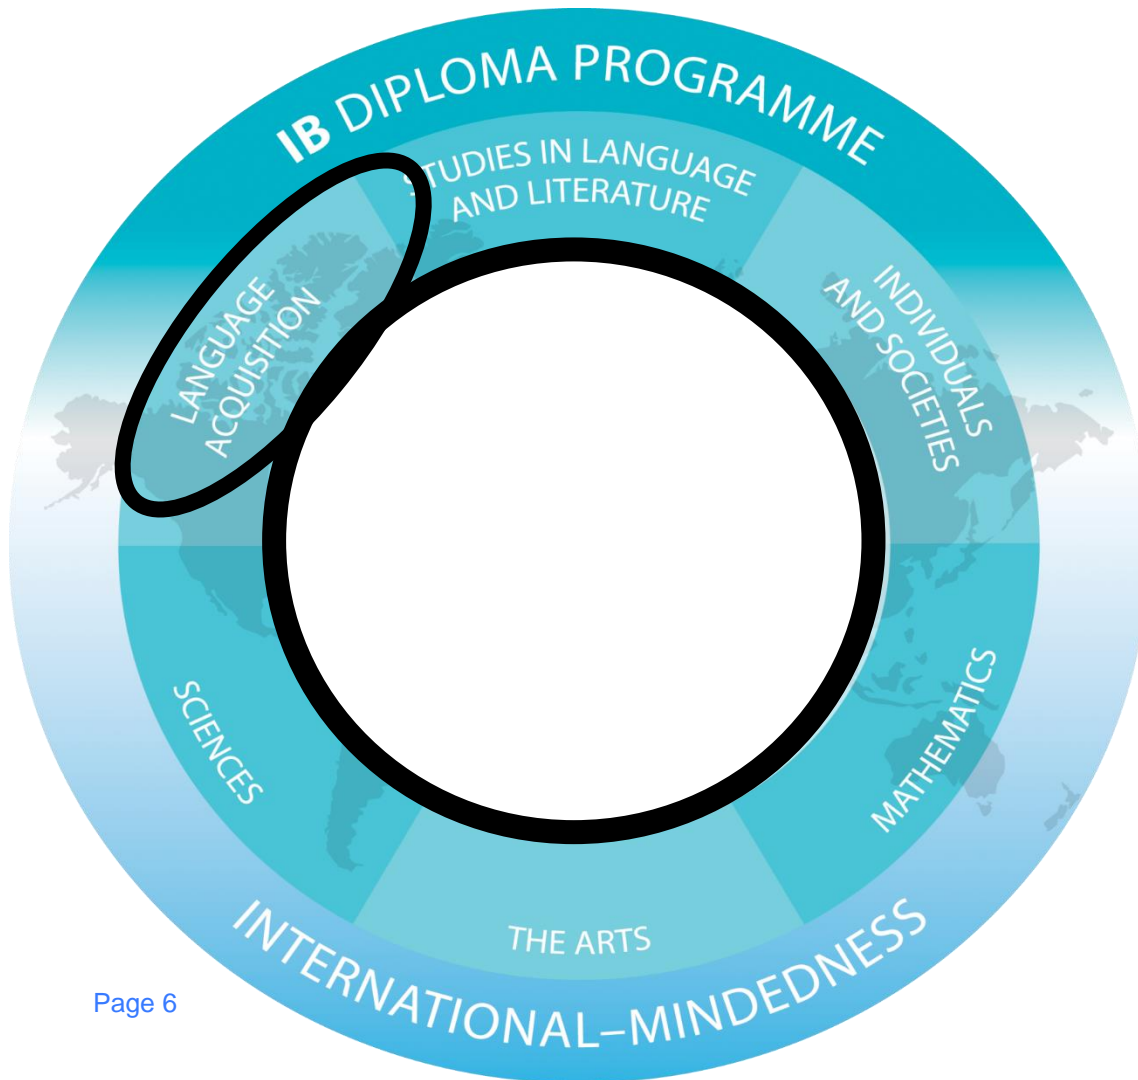 IB DIPLOMA PROGRAMME
STUDIES IN LANGUAGE
AND LITERATURE
LANGUAGE
ACQUISITION
INDIVIDUALS
AND SOCIETIES
SCIENCES
MATHEMATICS
THE ARTS
INTERNATIONAL–MINDEDNESS
Page 6